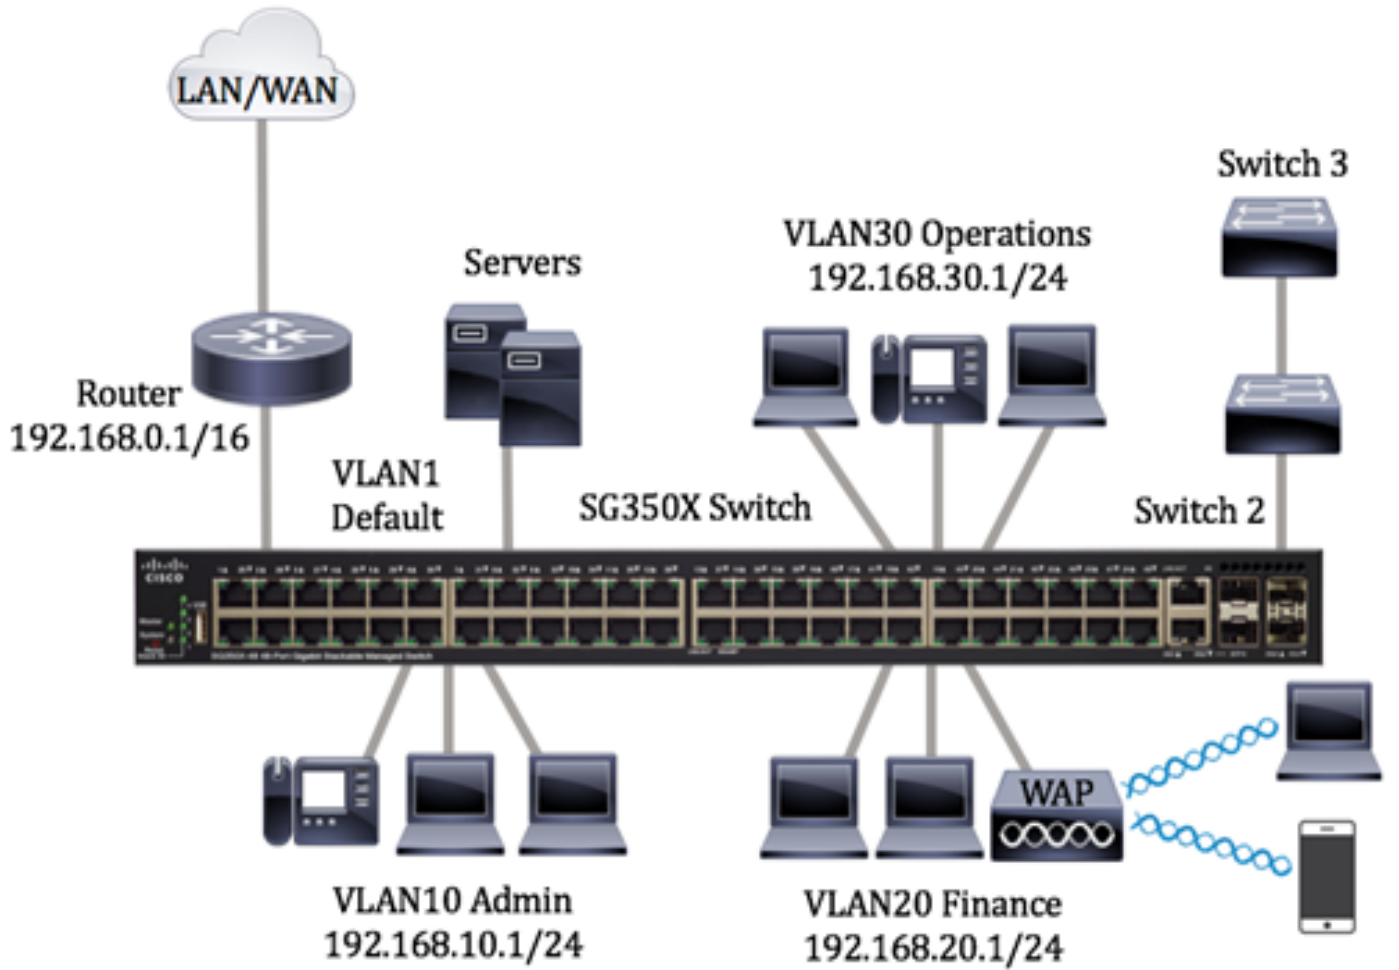 LAN/WAN
Switch 3
VLAN30 Operations
192.168.30.1/24
Servers
Router
192.168.0.1/16
VLAN1
Default
SG350X Switch
Switch 2
CISCO
WAP
VLAN10 Admin
192.168.10.1/24
VLAN20 Finance
192.168.20.1/24